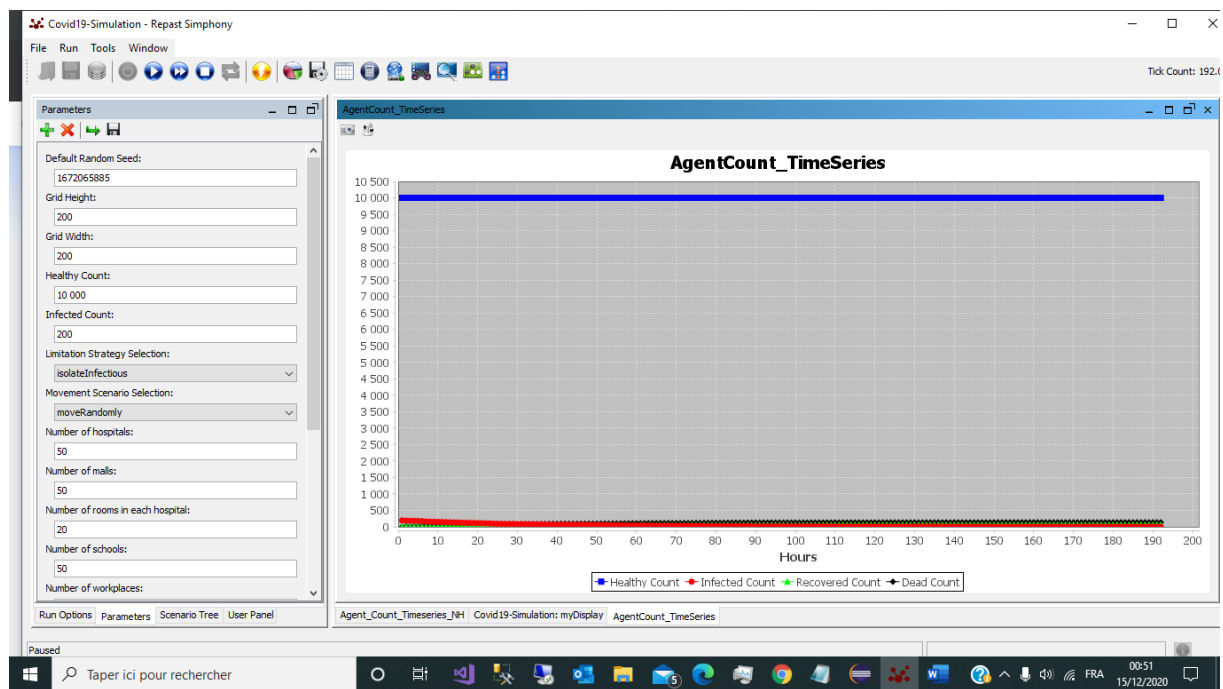 Covid19-Simulation - Repast Simphony
File Run Tools Window
Tick Count: 192.0
Parameters
Default Random Seed:
1672065885
Grid Height:
200
Grid Width:
200
Healthy Count:
10 000
Infected Count:
200
Limitation Strategy Selection:
isolateInfectious
Movement Scenario Selection:
moveRandomly
Number of hospitals:
50
Number of malls:
50
Number of rooms in each hospital:
20
Number of schools:
50
Number of workplaces:
Run Options Parameters Scenario Tree User Panel
AgentCount_TimeSeries
AgentCount_TimeSeries
10 500
10 000
9 500
9 000
8 500
8 000
7 500
7 000
6 500
6 000
5 500
5 000
4 500
4 000
3 500
3 000
2 500
2 000
1 500
1 000
500
0
0 10 20 30 40 50 60 70 80 90 100 110 120 130 140 150 160 170 180 190 200
Hours
Healthy Count Infected Count Recovered Count Dead Count
Agent_Count_Timeseries_NH Covid19-Simulation: myDisplay AgentCount_TimeSeries
Paused
Taper ici pour rechercher
5
FRA
00:51
15/12/2020